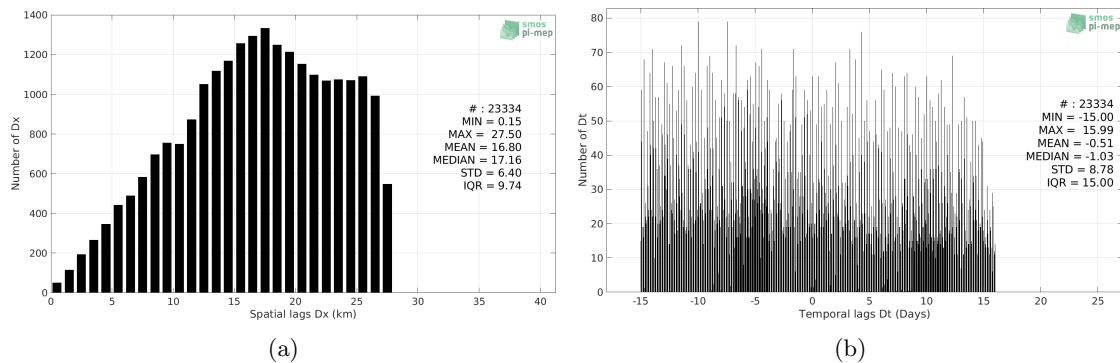 1400
1200
1000
800
600
400
200
0
Number of Dx
smos
pi-mep
# : 23334
MIN = 0.15
MAX = 27.50
MEAN = 16.80
MEDIAN = 17.16
STD = 6.40
IQR = 9.74
0 5 10 15 20 25 30 35 40
Spatial lags Dx (km)
(a)
80
70
60
50
40
30
20
10
0
Number of Dt
smos
pi-mep
# : 23334
MIN = -15.00
MAX = 15.99
MEAN = -0.51
MEDIAN = -1.03
STD = 8.78
IQR = 15.00
-15 -10 -5 0 5 10 15 20 25
Temporal lags Dt (Days)
(b)